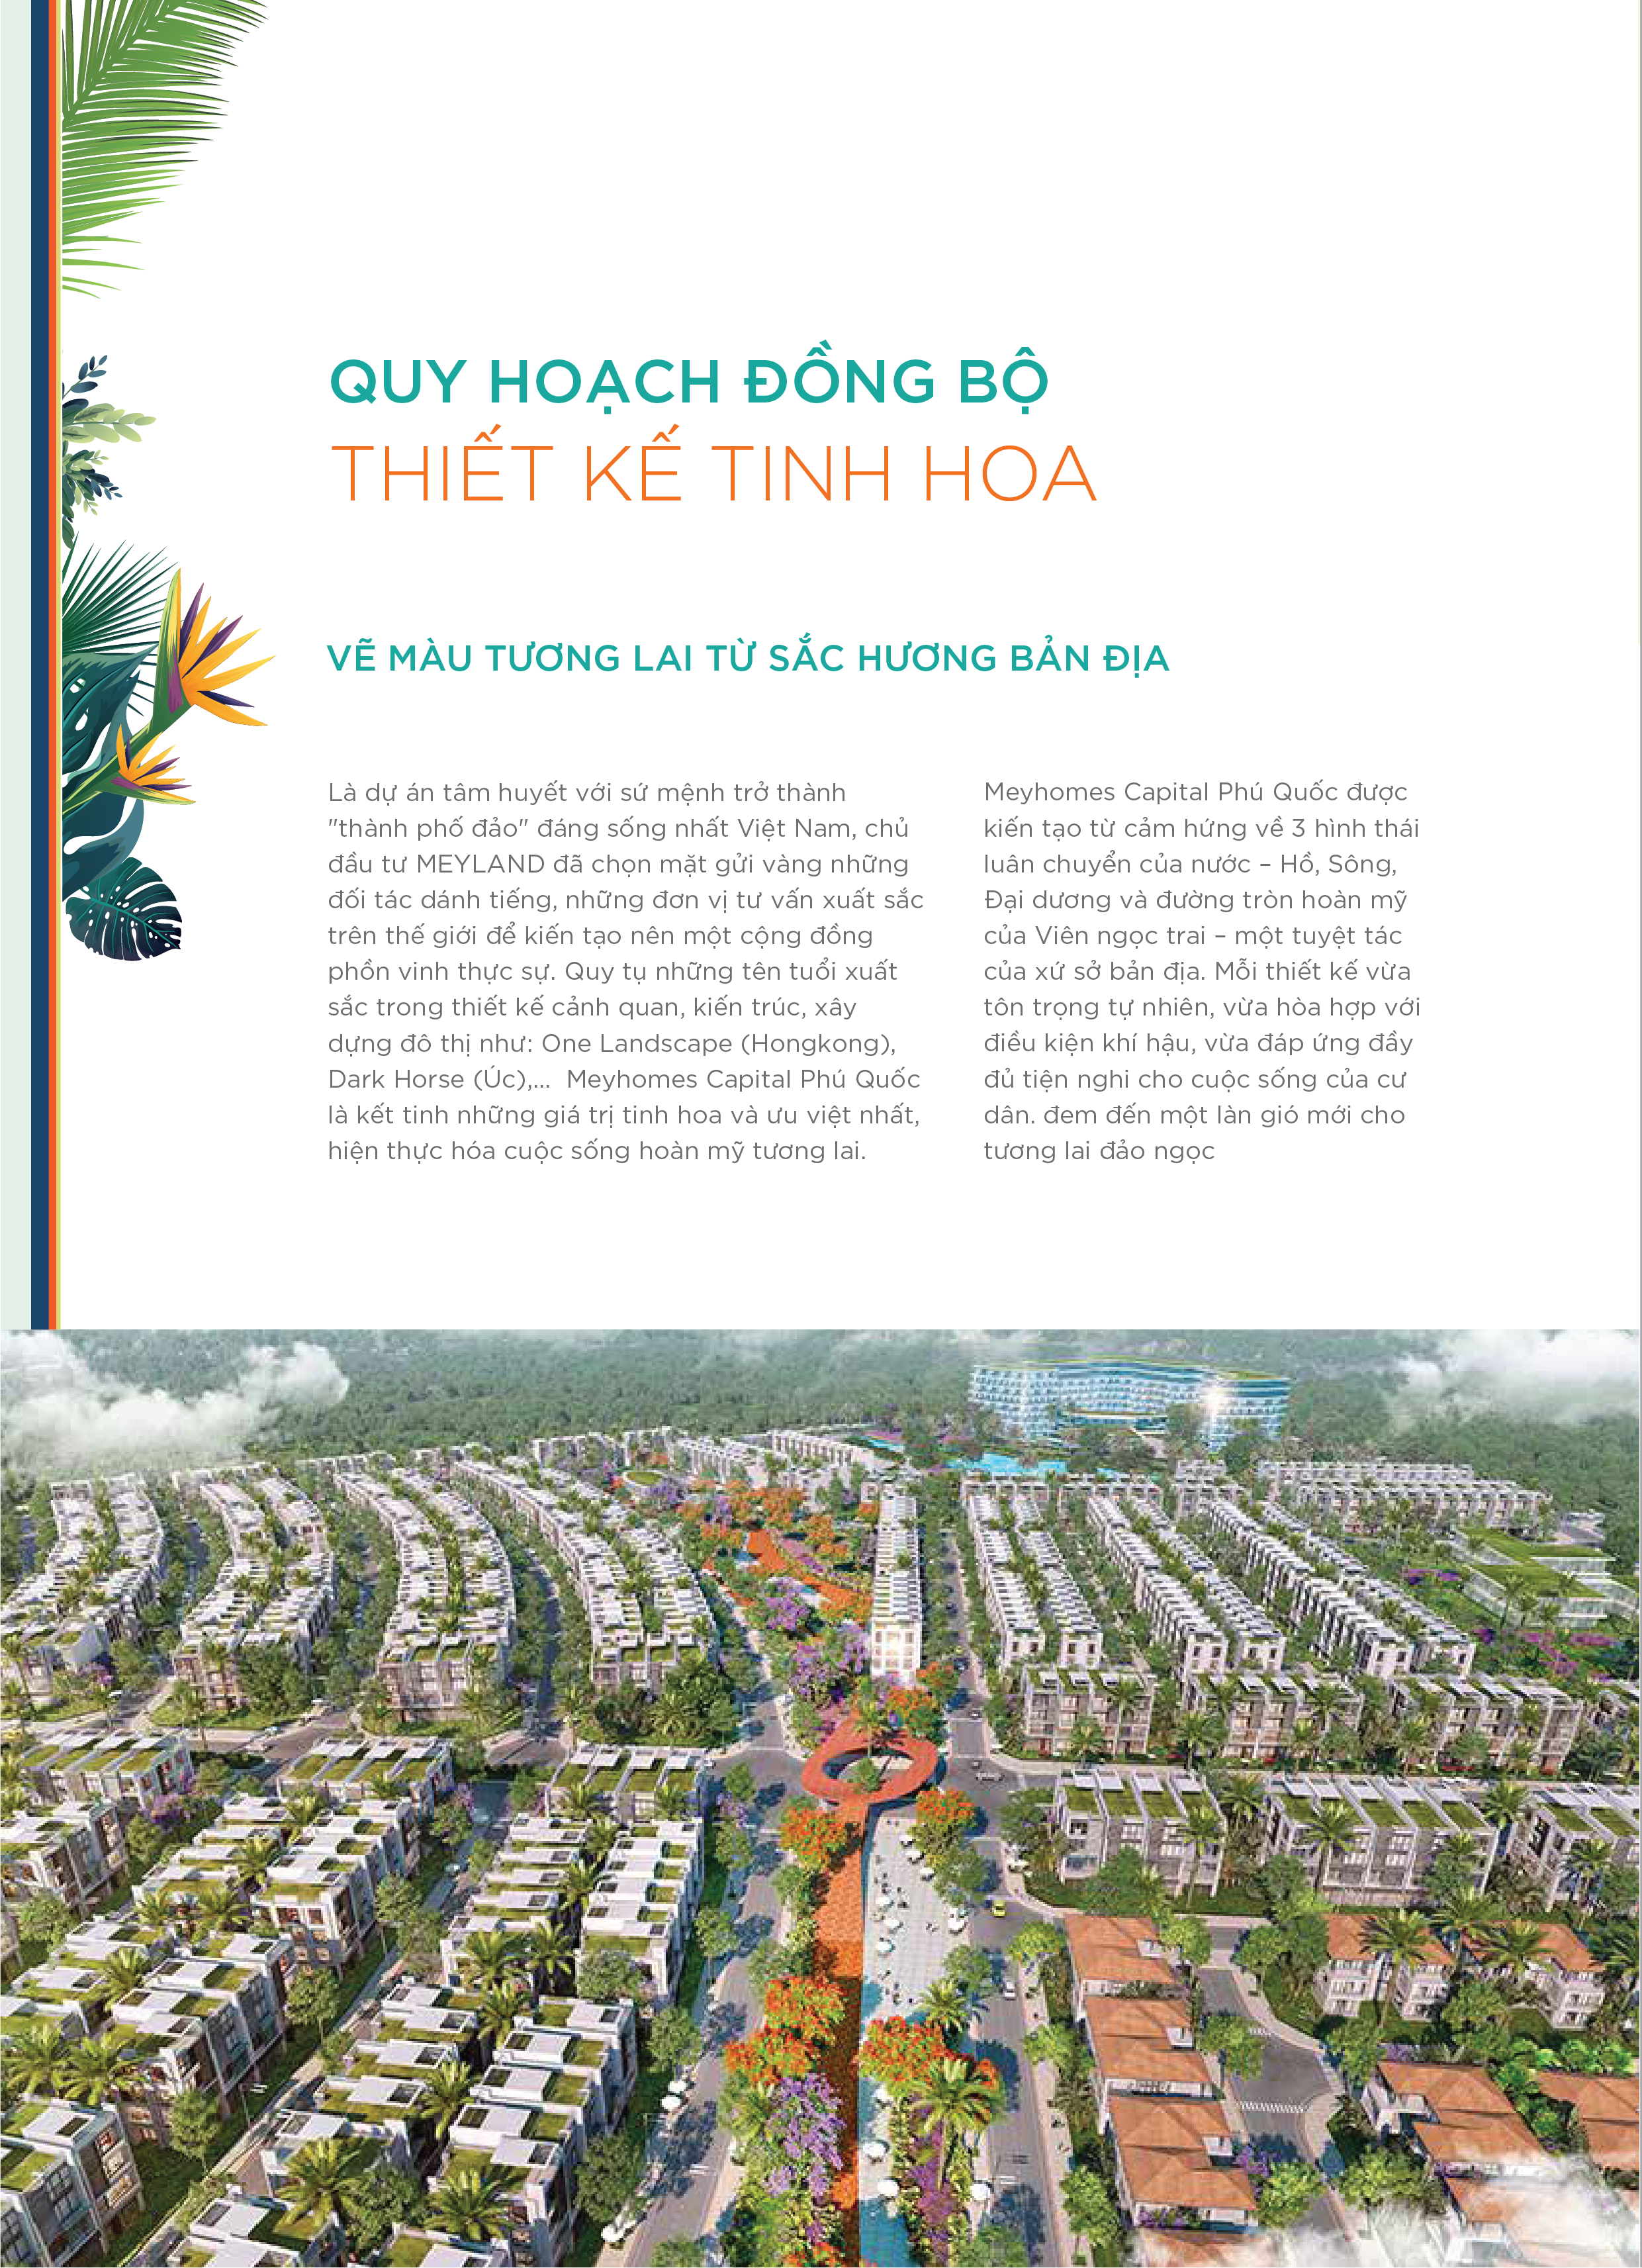 QUY HOẠCH ĐỒNG BỘ
THIẾT KẾ TINH HOA
VẼ MÀU TƯƠNG LAI TỪ SẮC HƯƠNG BẢN ĐỊA
Là dự án tâm huyết với sứ mệnh trở thành
"thành phố đảo" đáng sống nhất Việt Nam, chủ
đầu tư MEYLAND đã chọn mặt gửi vàng những
đối tác dánh tiếng, những đơn vị tư vấn xuất sắc
trên thế giới để kiến tạo nên một cộng đồng
phồn vinh thực sự. Quy tụ những tên tuổi xuất
sắc trong thiết kế cảnh quan, kiến trúc, xây
dựng đô thị như: One Landscape (Hongkong),
Dark Horse (Úc),... Meyhomes Capital Phú Quốc
là kết tinh những giá trị tinh hoa và ưu việt nhất,
hiện thực hóa cuộc sống hoàn mỹ tương lai.
Meyhomes Capital Phú Quốc được
kiến tạo từ cảm hứng về 3 hình thái
luân chuyển của nước – Hồ, Sông,
Đại dương và đường tròn hoàn mỹ
của Viên ngọc trai – một tuyệt tác
của xứ sở bản địa. Mỗi thiết kế vừa
tôn trọng tự nhiên, vừa hòa hợp với
điều kiện khí hậu, vừa đáp ứng đầy
đủ tiện nghi cho cuộc sống của cư
dân. đem đến một làn gió mới cho
tương lai đảo ngọc